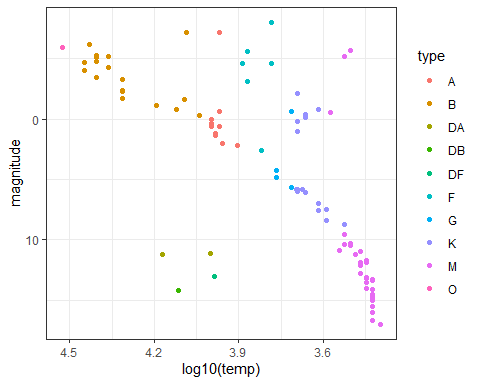 type
A
B
DA
DB
DF
F
G
K
M
O
magnitude
0
10
4.5 4.2 3.9 3.6
log10(temp)